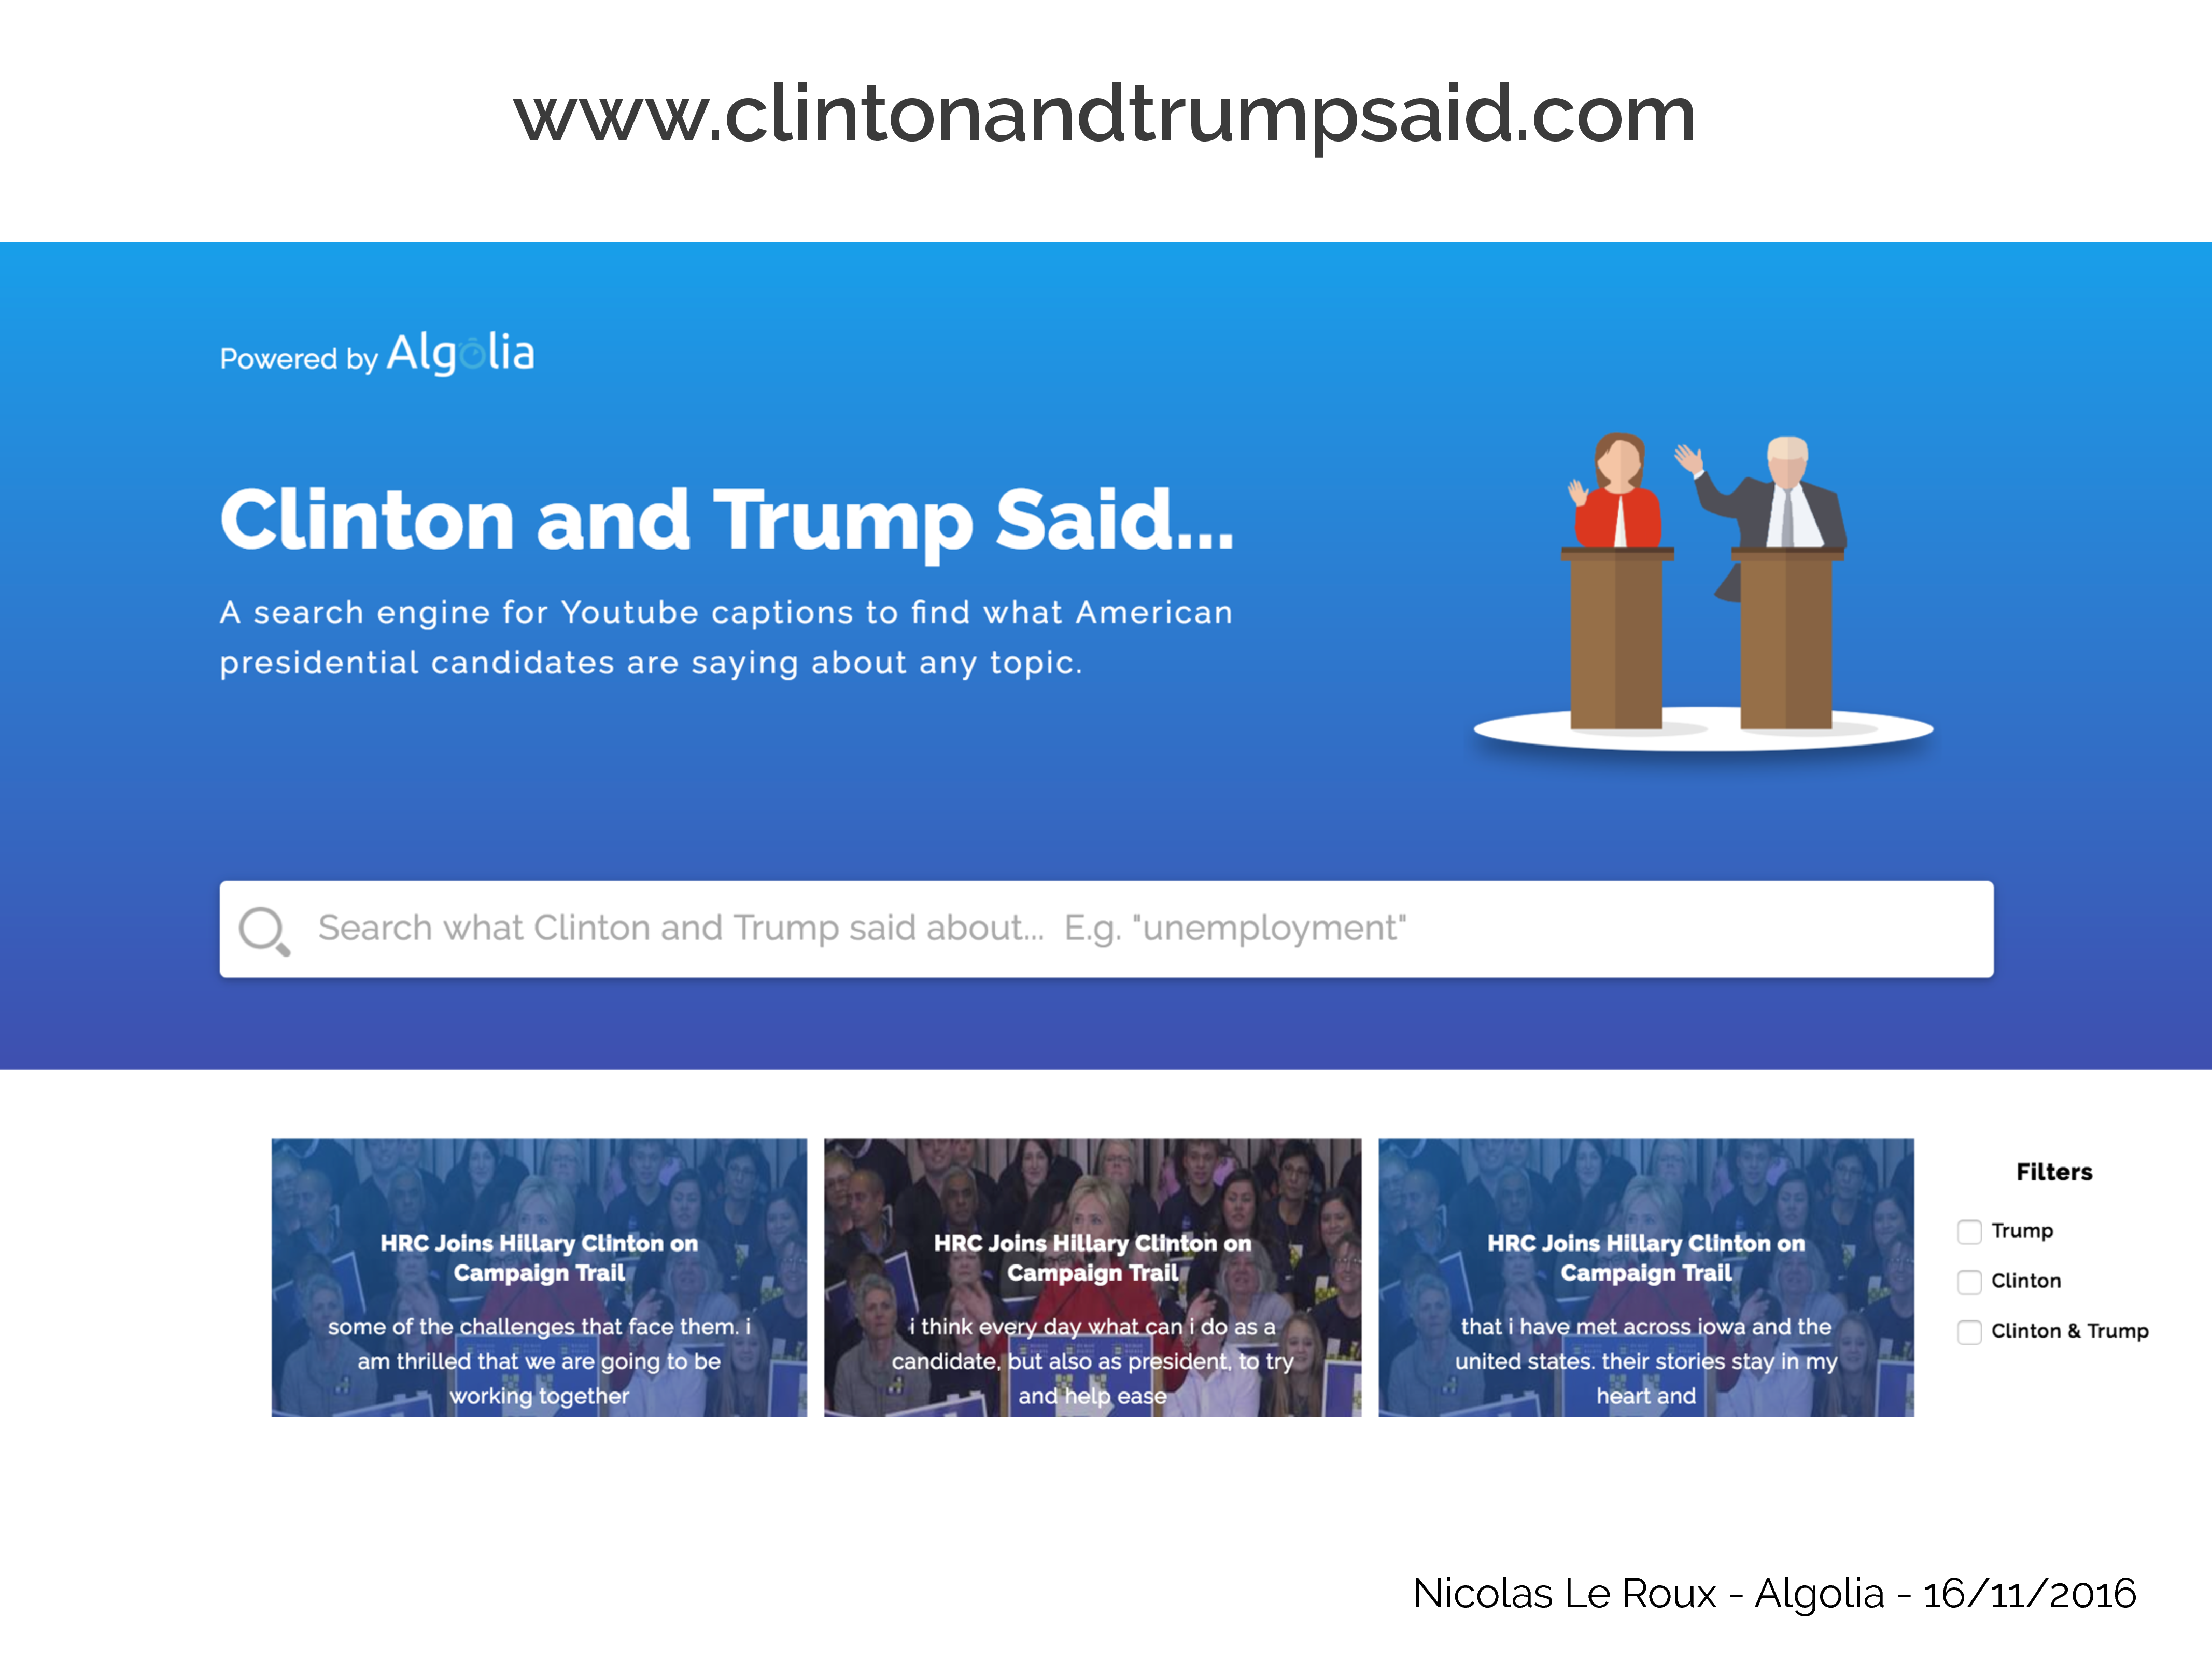 www.clintonandtrumpsaid.com
Powered by Algolia
Clinton and Trump Said...
A search engine for Youtube captions to find what American
presidential candidates are saying about any topic.
Search what Clinton and Trump said about... E.g. "unemployment"
HRC Joins Hillary Clinton on
Campaign Trail
some of the challenges that face them. i
am thrilled that we are going to be
working together
HRC Joins Hillary Clinton on
Campaign Trail
i think every day what can i do as a
candidate, but also as president, to try
and help ease
HRC Joins Hillary Clinton on
Campaign Trail
that i have met across iowa and the
united states. their stories stay in my
heart and
Filters
Trump
Clinton
Clinton & Trump
Nicolas Le Roux - Algolia - 16/11/2016